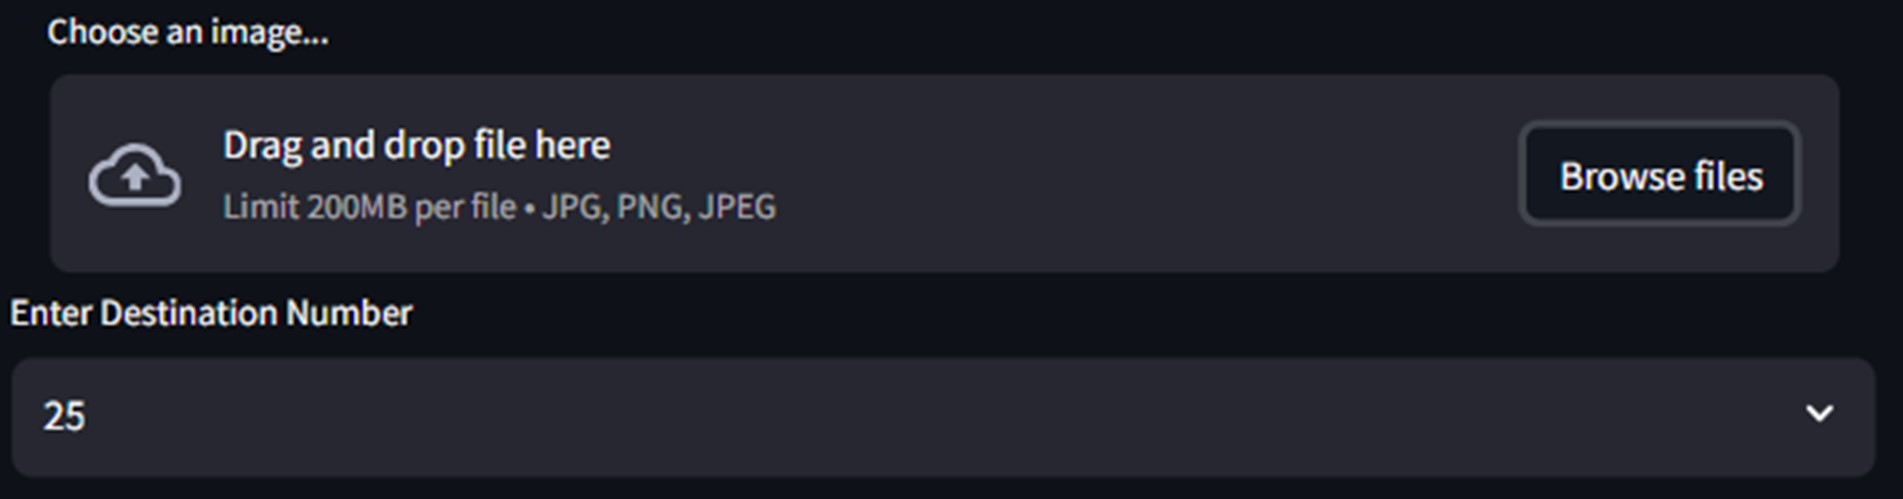 Choose an image...
Drag and drop file here
Limit 200MB per file • JPG, PNG, JPEG
Browse files
Enter Destination Number
25